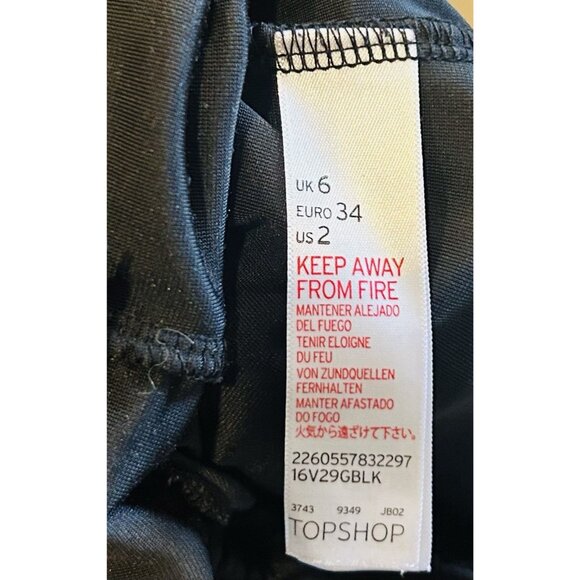 UK 6
EURO 34
US 2
KEEP AWAY
FROM FIRE
MANTENER ALEJADO
DEL FUEGO
TENIR ELOIGNE
DU FEU
VON ZUNDQUELLEN
FERNHALTEN
MANTER AFASTADO
DO FOGO
火気から遠ざけて下さい。
2260557832297
16V29GBLK
3743 9349 JB02
TOPSHOP